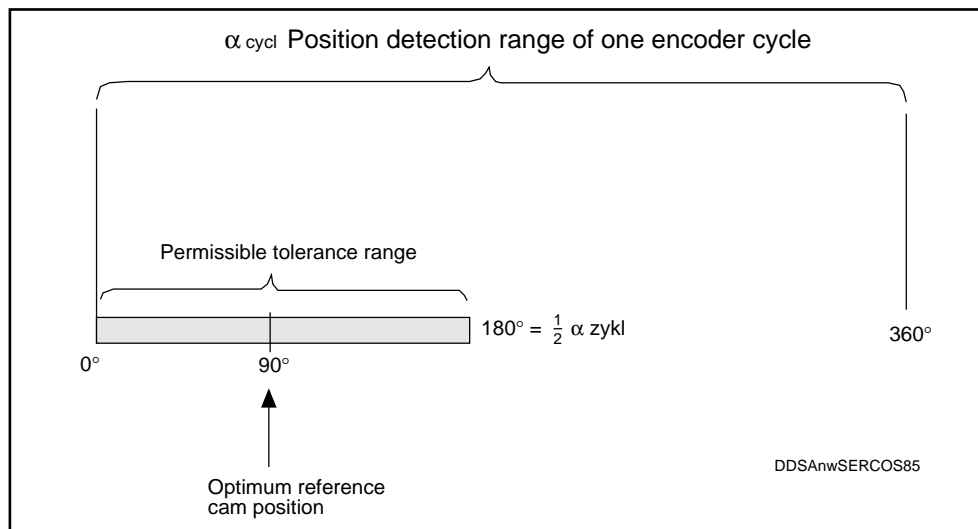 α cycl Position detection range of one encoder cycle
Permissible tolerance range
180° = 1/2 α zykl
360°
0°
90°
Optimum reference
cam position
DDSAnwSERCOS85